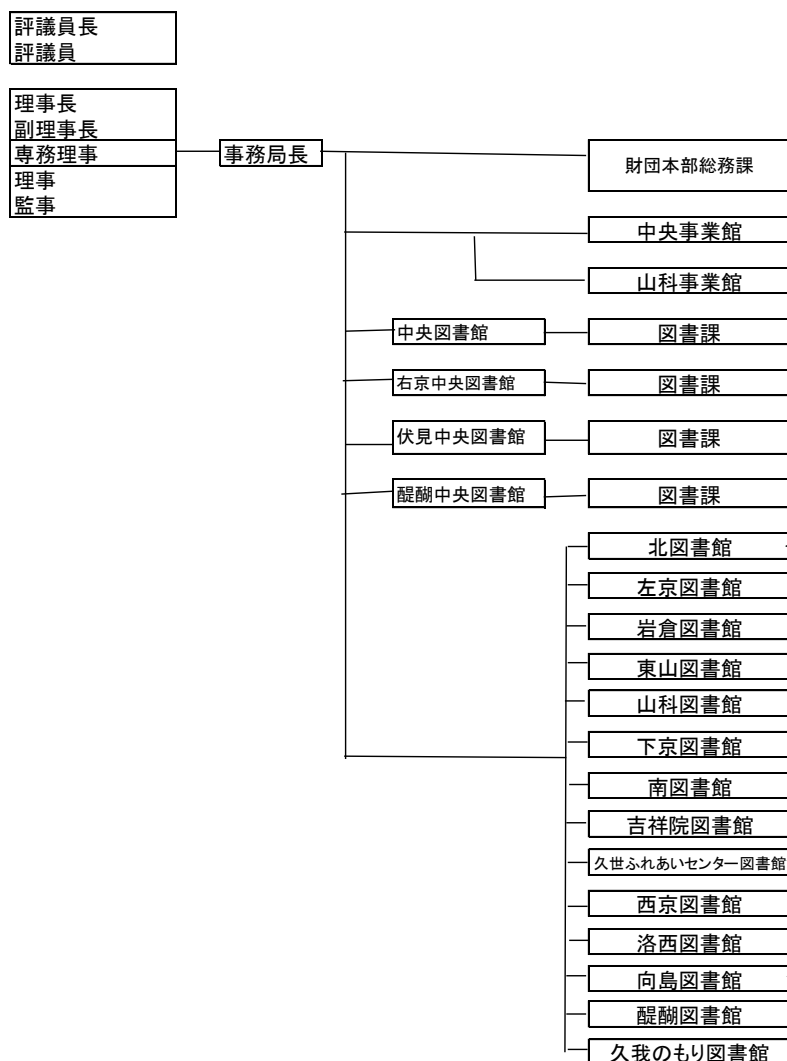 評議員長
評議員
理事長
副理事長
専務理事
理事
監事
事務局長
財団本部総務課
中央事業館
山科事業館
中央図書館
図書課
右京中央図書館
図書課
伏見中央図書館
図書課
醍醐中央図書館
図書課
北図書館
左京図書館
岩倉図書館
東山図書館
山科図書館
下京図書館
南図書館
吉祥院図書館
久世ふれあいセンター図書館
西京図書館
洛西図書館
向島図書館
醍醐図書館
久我のもり図書館